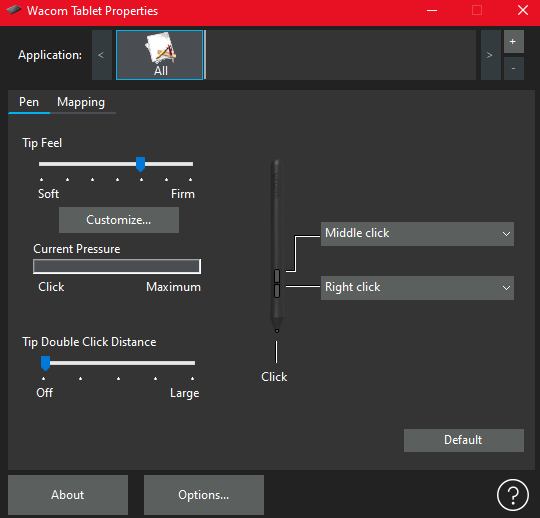 Wacom Tablet Properties
Application:
<
All
>
+
-
Pen
Mapping
Tip Feel
Soft
Firm
Customize...
Current Pressure
Click
Maximum
Middle click
Right click
Tip Double Click Distance
Off
Large
Click
Default
About
Options...
?